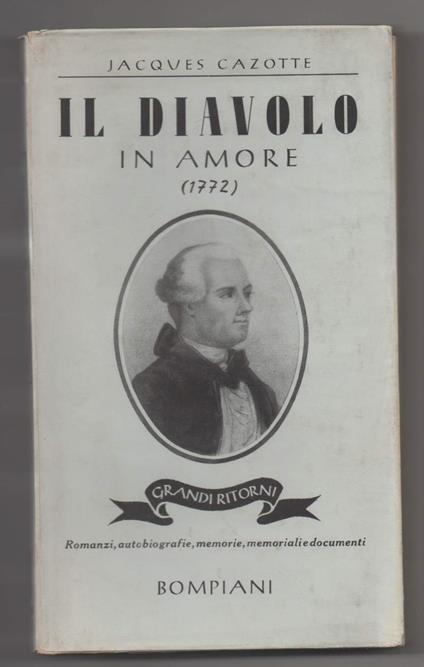 JACQUES CAZOTTE
IL DIAVOLO
IN AMORE
(1772)
GRANDI RITORNI
Romanzi, autobiografie, memorie, memoriali e documenti
BOMPIANI